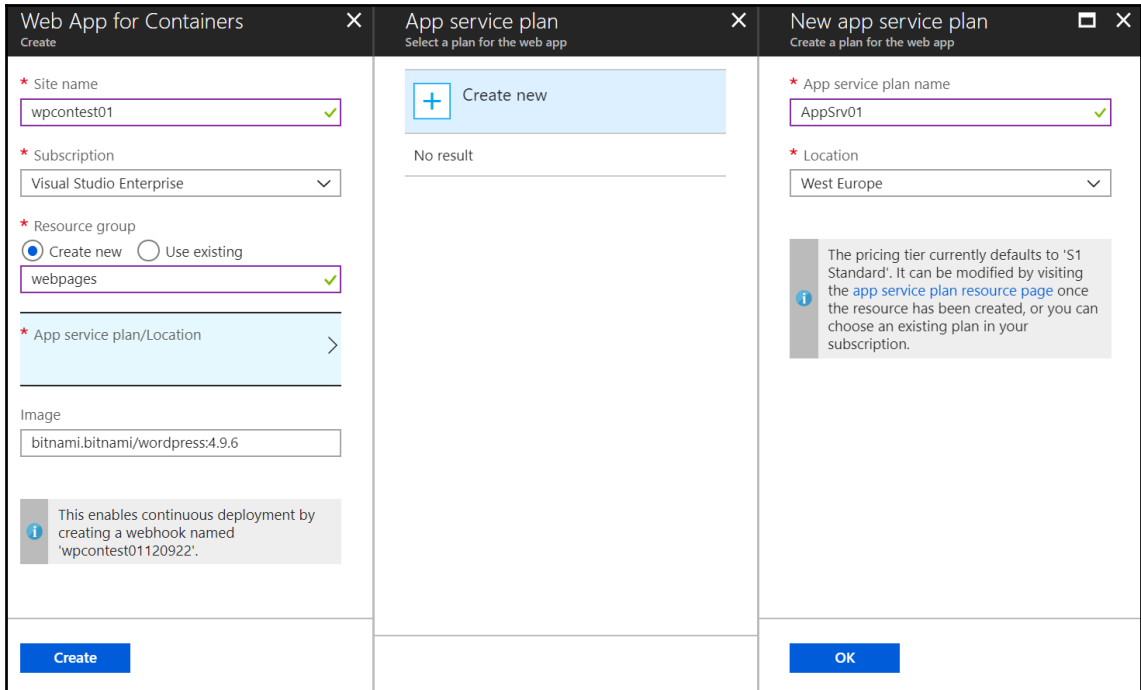 Web App for Containers
Create
* Site name
wpcontest01
* Subscription
Visual Studio Enterprise
* Resource group
Create new Use existing
webpages
* App service plan/Location
Image
bitnami.bitnami/wordpress:4.9.6
This enables continuous deployment by
creating a webhook named
'wpcontest01120922'.
Create
App service plan
Select a plan for the web app
Create new
No result
New app service plan
Create a plan for the web app
* App service plan name
AppSrv01
* Location
West Europe
The pricing tier currently defaults to 'S1
Standard'. It can be modified by visiting
the app service plan resource page once
the resource has been created, or you can
choose an existing plan in your
subscription.
OK